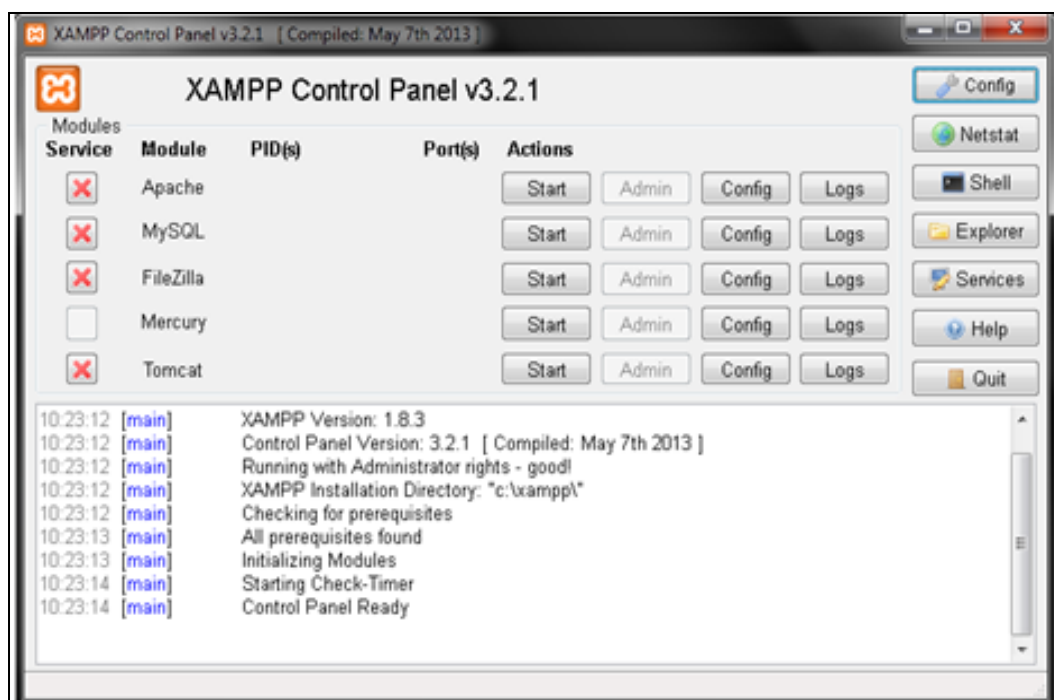 XAMPP Control Panel v3.2.1 [ Compiled: May 7th 2013 ]
XAMPP Control Panel v3.2.1
Config
Modules
Netstat
Service Module PID(s) Port(s) Actions
Apache Start Admin Config Logs
Shell
MySQL Start Admin Config Logs
Explorer
FileZilla Start Admin Config Logs
Services
Mercury Start Admin Config Logs
Help
Tomcat Start Admin Config Logs
Quit
10:23:12 [main] XAMPP Version: 1.8.3
10:23:12 [main] Control Panel Version: 3.2.1 [ Compiled: May 7th 2013 ]
10:23:12 [main] Running with Administrator rights - good!
10:23:12 [main] XAMPP Installation Directory: "c:\xampp\"
10:23:12 [main] Checking for prerequisites
10:23:13 [main] All prerequisites found
10:23:13 [main] Initializing Modules
10:23:14 [main] Starting Check-Timer
10:23:14 [main] Control Panel Ready